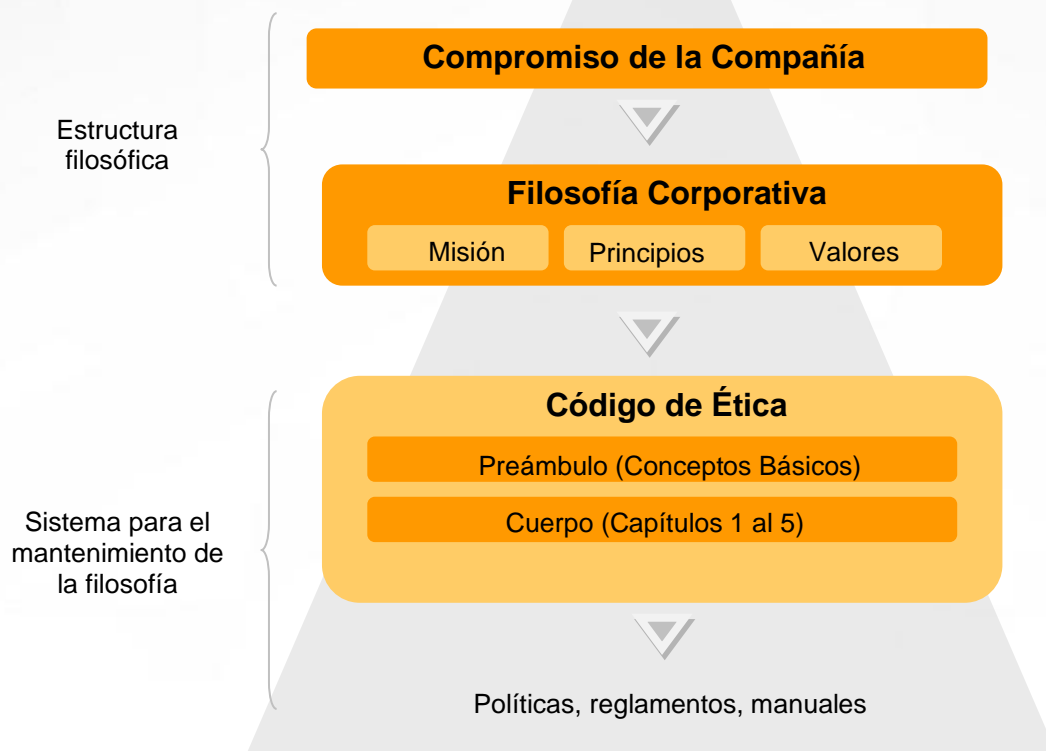 Compromiso de la Compañía
Estructura
filosófica
Filosofía Corporativa
Misión
Principios
Valores
Código de Ética
Preámbulo (Conceptos Básicos)
Cuerpo (Capítulos 1 al 5)
Sistema para el
mantenimiento de
la filosofía
Políticas, reglamentos, manuales